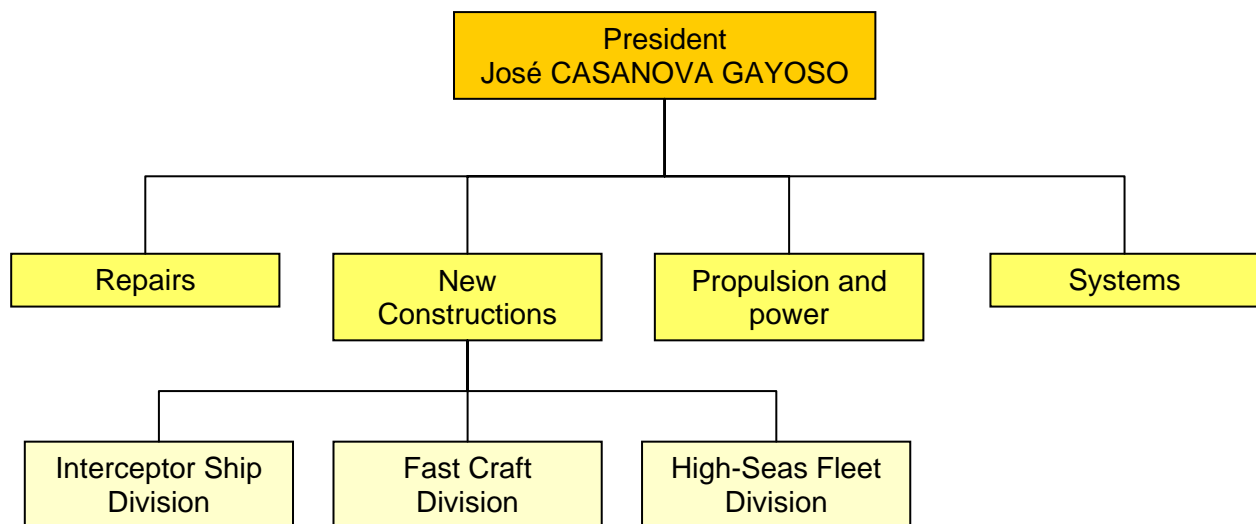 President
José CASANOVA GAYOSO
Repairs
New
Constructions
Propulsion and
power
Systems
Interceptor Ship
Division
Fast Craft
Division
High-Seas Fleet
Division